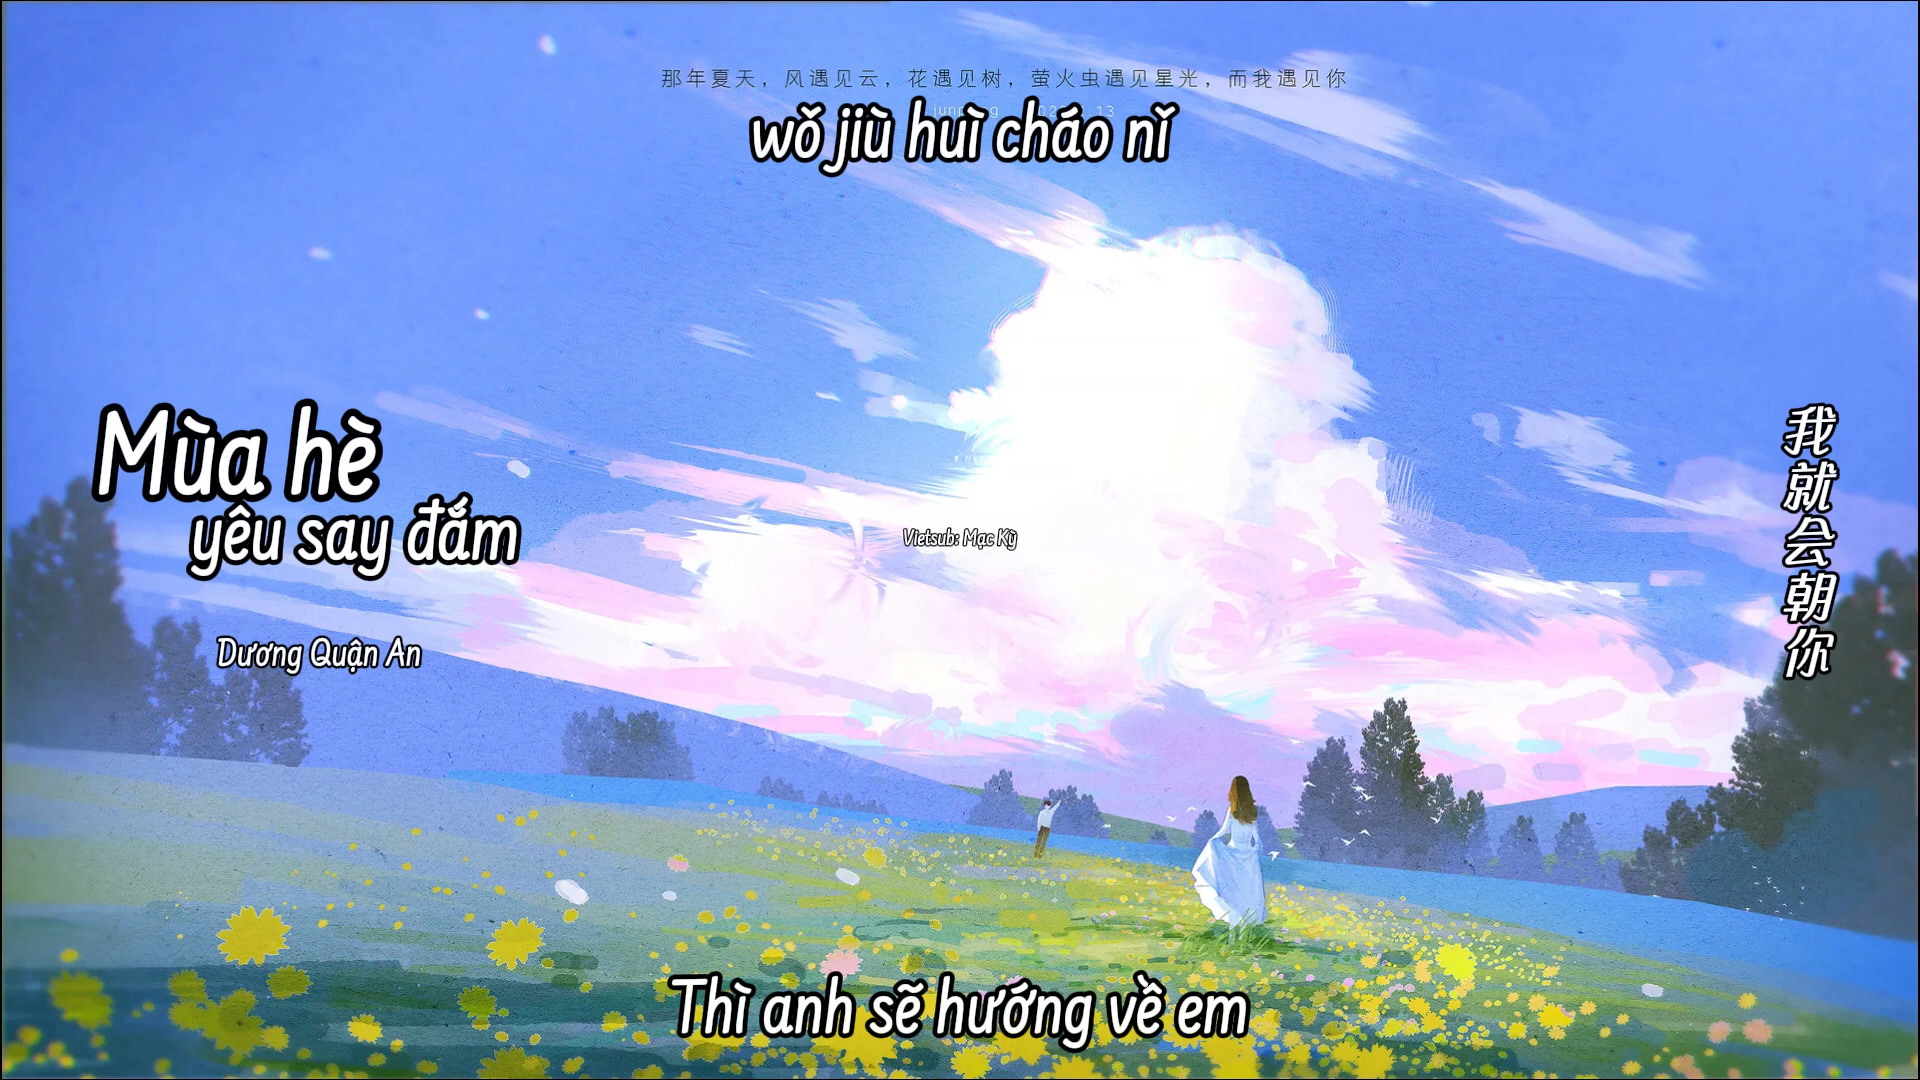 那年夏天，风遇见云，花遇见树，萤火虫遇见星光，而我遇见你
wǒ jiù huì cháo nǐ
Mùa hè
yêu say đắm
Vietsub: Mạc Kỳ
Dương Quận An
我就会朝你
Thì anh sẽ hướng về em